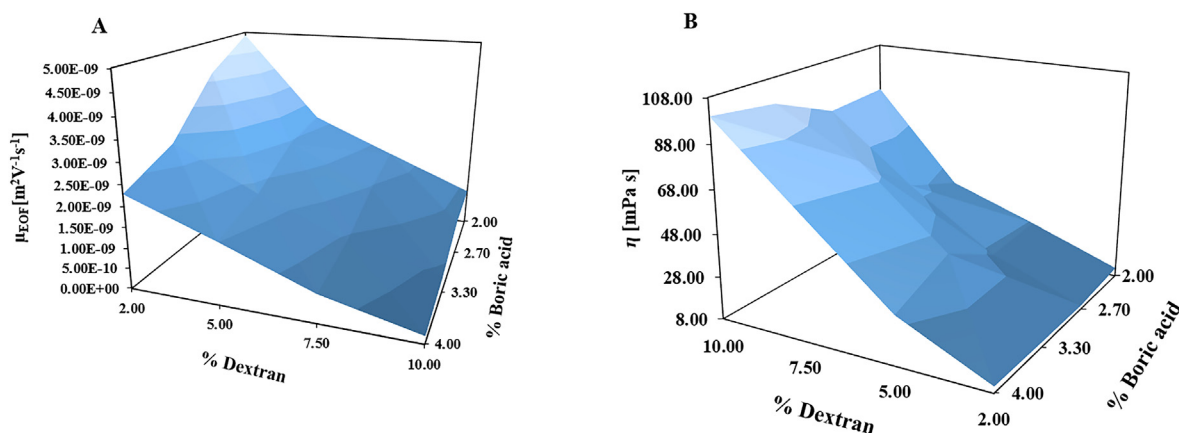 A
5.00E-09
4.50E-09
4.00E-09
3.50E-09
3.00E-09
2.50E-09
2.00E-09
1.50E-09
1.00E-09
5.00E-10
0.00E+00
μEOF[m²V⁻¹s⁻¹]
2.00
5.00
7.50
10.00
% Dextran
2.00
2.70
3.30
4.00
% Boric acid
B
108.00
88.00
68.00
48.00
28.00
8.00
η [mPa s]
10.00
7.50
5.00
2.00
% Dextran
2.00
2.70
3.30
4.00
% Boric acid